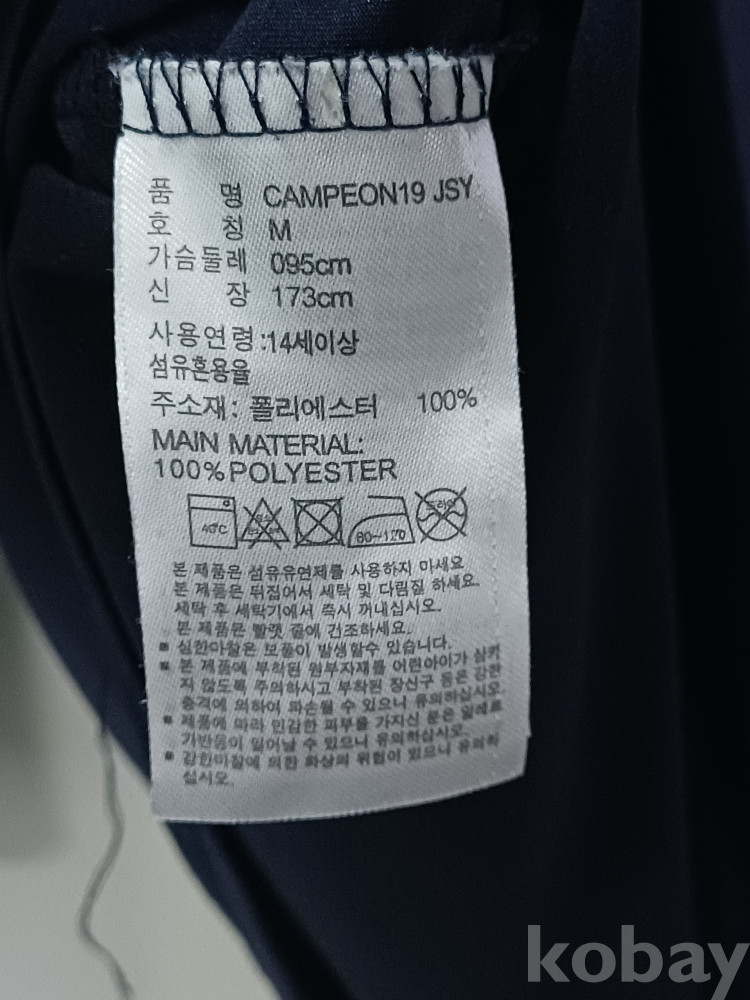 품 명 CAMPEON19 JSY
호 칭 M
가슴둘레 095cm
신 장 173cm
사용연령:14세이상
섬유혼용율
주소재: 폴리에스터 100%
MAIN MATERIAL:
100%POLYESTER
40℃
80~120
드라이
본 제품은 섬유유연제를 사용하지 마세요
본 제품은 뒤집어서 세탁 및 다림질 하세요.
세탁 후 세탁기에서 즉시 꺼내십시오.
본 제품은 빨랫 줄에 건조하세요.
■ 심한마찰은 보풀이 발생할수 있습니다.
■ 본 제품에 부착된 원부자재를 어린아이가 삼키
지 않도록 주의하시고 부착된 장신구 등은 강한
충격에 의하여 파손될 수 있으니 유의하십시오.
■ 제품에 따라 민감한 피부를 가지신 분은 알레르
기반응이 일어날 수 있으니 유의하십시오.
■ 강한마찰에 의한 화상의 위험이 있으니 유의하
십시오.
kobay